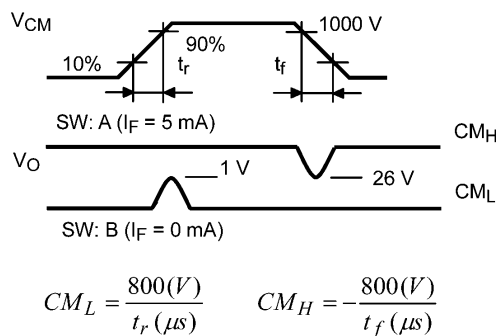 V_CM
1000 V
90%
10%
t_r
t_f
SW: A (I_F = 5 mA)
CM_H
V_O
1 V
26 V
CM_L
SW: B (I_F = 0 mA)
CM_L = 800(V) / t_r (μs)
CM_H = - 800(V) / t_f (μs)